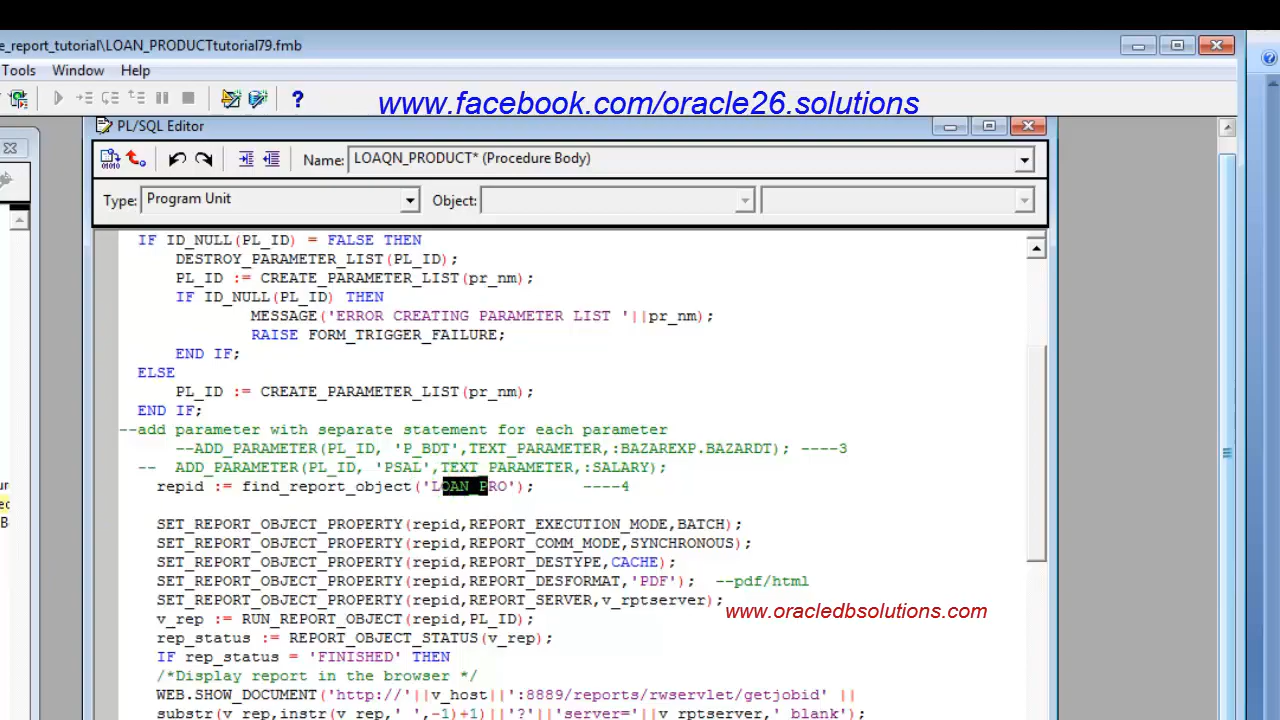 e_report_tutorial\LOAN_PRODUCTtutorial79.fmb
Tools Window Help
www.facebook.com/oracle26.solutions
PL/SQL Editor
Name: LOAQN_PRODUCT* (Procedure Body)
Type: Program Unit Object:
IF ID_NULL(PL_ID) = FALSE THEN
DESTROY_PARAMETER_LIST(PL_ID);
PL_ID := CREATE_PARAMETER_LIST(pr_nm);
IF ID_NULL(PL_ID) THEN
MESSAGE('ERROR CREATING PARAMETER LIST '||pr_nm);
RAISE FORM_TRIGGER_FAILURE;
END IF;
ELSE
PL_ID := CREATE_PARAMETER_LIST(pr_nm);
END IF;
--add parameter with separate statement for each parameter
--ADD_PARAMETER(PL_ID, 'P_BDT',TEXT_PARAMETER,:BAZAREXP.BAZARDT); ----3
-- ADD_PARAMETER(PL_ID, 'PSAL',TEXT_PARAMETER,:SALARY);
repid := find_report_object('LOAN_PRO'); ----4
SET_REPORT_OBJECT_PROPERTY(repid,REPORT_EXECUTION_MODE,BATCH);
SET_REPORT_OBJECT_PROPERTY(repid,REPORT_COMM_MODE,SYNCHRONOUS);
SET_REPORT_OBJECT_PROPERTY(repid,REPORT_DESTYPE,CACHE);
SET_REPORT_OBJECT_PROPERTY(repid,REPORT_DESFORMAT,'PDF'); --pdf/html
SET_REPORT_OBJECT_PROPERTY(repid,REPORT_SERVER,v_rptserver);
www.oracledbsolutions.com
v_rep := RUN_REPORT_OBJECT(repid,PL_ID);
rep_status := REPORT_OBJECT_STATUS(v_rep);
IF rep_status = 'FINISHED' THEN
/*Display report in the browser */
WEB.SHOW_DOCUMENT('http://'||v_host||':8889/reports/rwservlet/getjobid' ||
substr(v_rep,instr(v_rep,'_',-1)+1)||'?'||'server='||v_rptserver,'_blank');